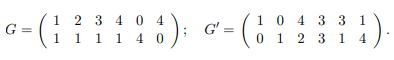 G = ( 1 2 3 4 0 4
1 1 1 1 4 0 ) ; G′ = ( 1 0 4 3 3 1
0 1 2 3 1 4 ) .